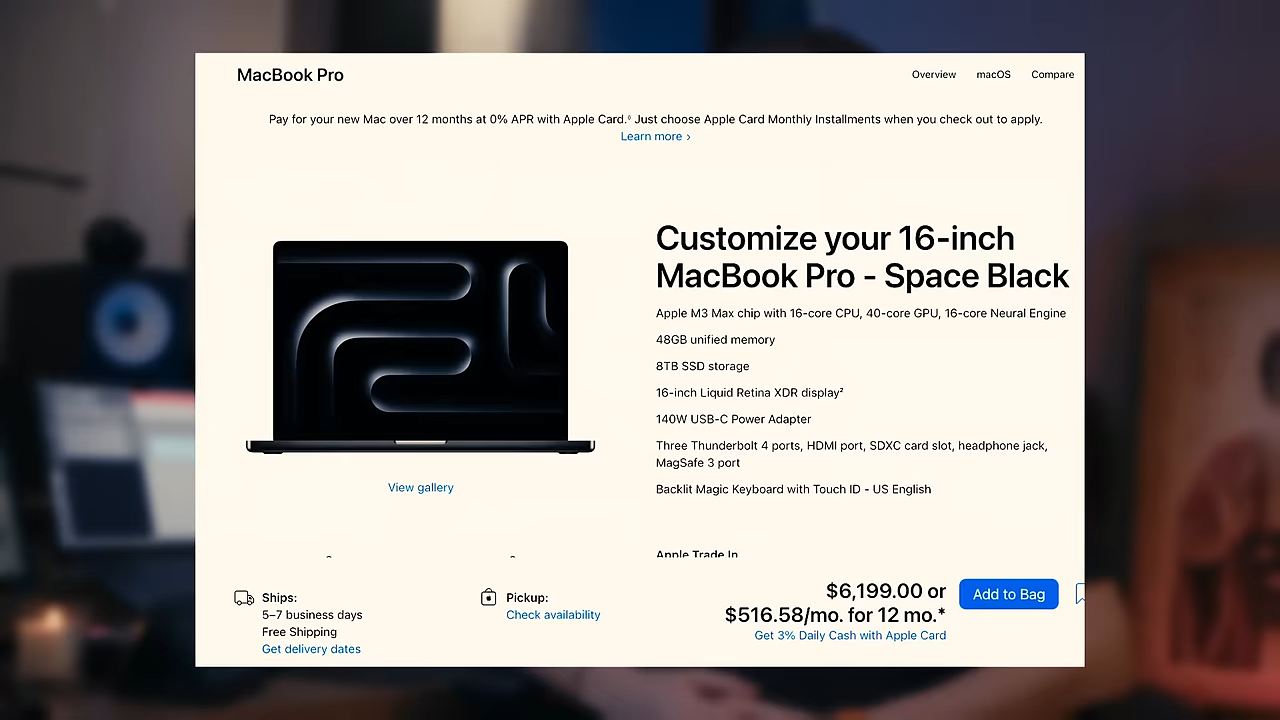 MacBook Pro
Overview macOS Compare
Pay for your new Mac over 12 months at 0% APR with Apple Card.◊ Just choose Apple Card Monthly Installments when you check out to apply.
Learn more ›
Customize your 16-inch
MacBook Pro - Space Black
Apple M3 Max chip with 16-core CPU, 40-core GPU, 16-core Neural Engine
48GB unified memory
8TB SSD storage
16-inch Liquid Retina XDR display²
140W USB-C Power Adapter
Three Thunderbolt 4 ports, HDMI port, SDXC card slot, headphone jack,
MagSafe 3 port
Backlit Magic Keyboard with Touch ID - US English
View gallery
Apple Trade In
Ships:
5–7 business days
Free Shipping
Get delivery dates
Pickup:
Check availability
$6,199.00 or
$516.58/mo. for 12 mo.*
Get 3% Daily Cash with Apple Card
Add to Bag